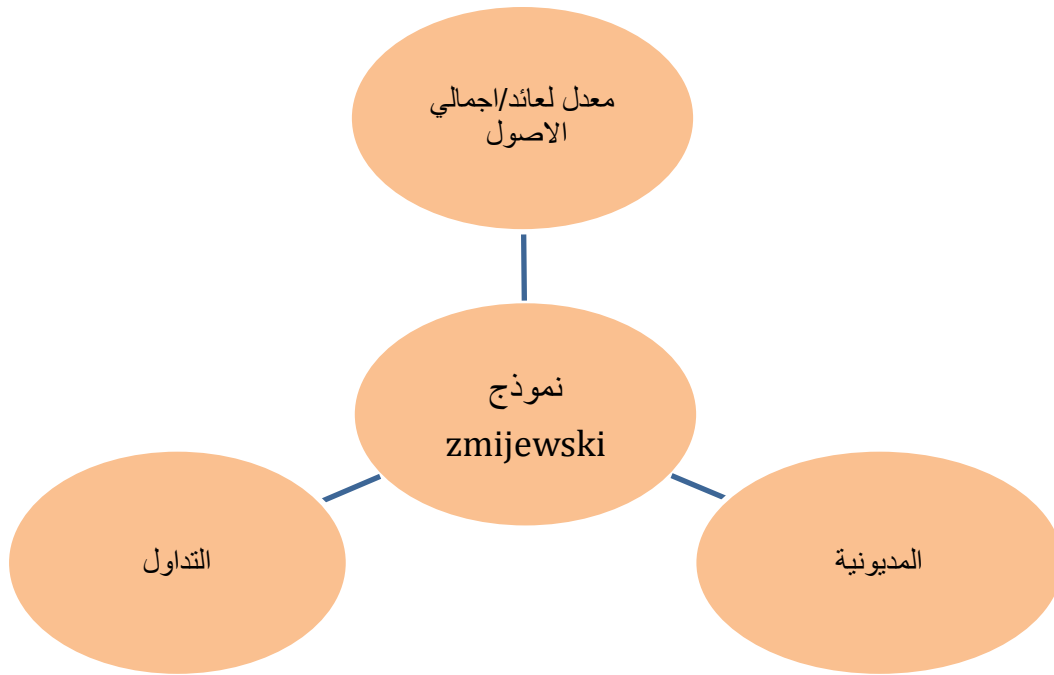 معدل لعائد/اجمالي
الاصول
نموذج
zmijewski
المديونية
التداول